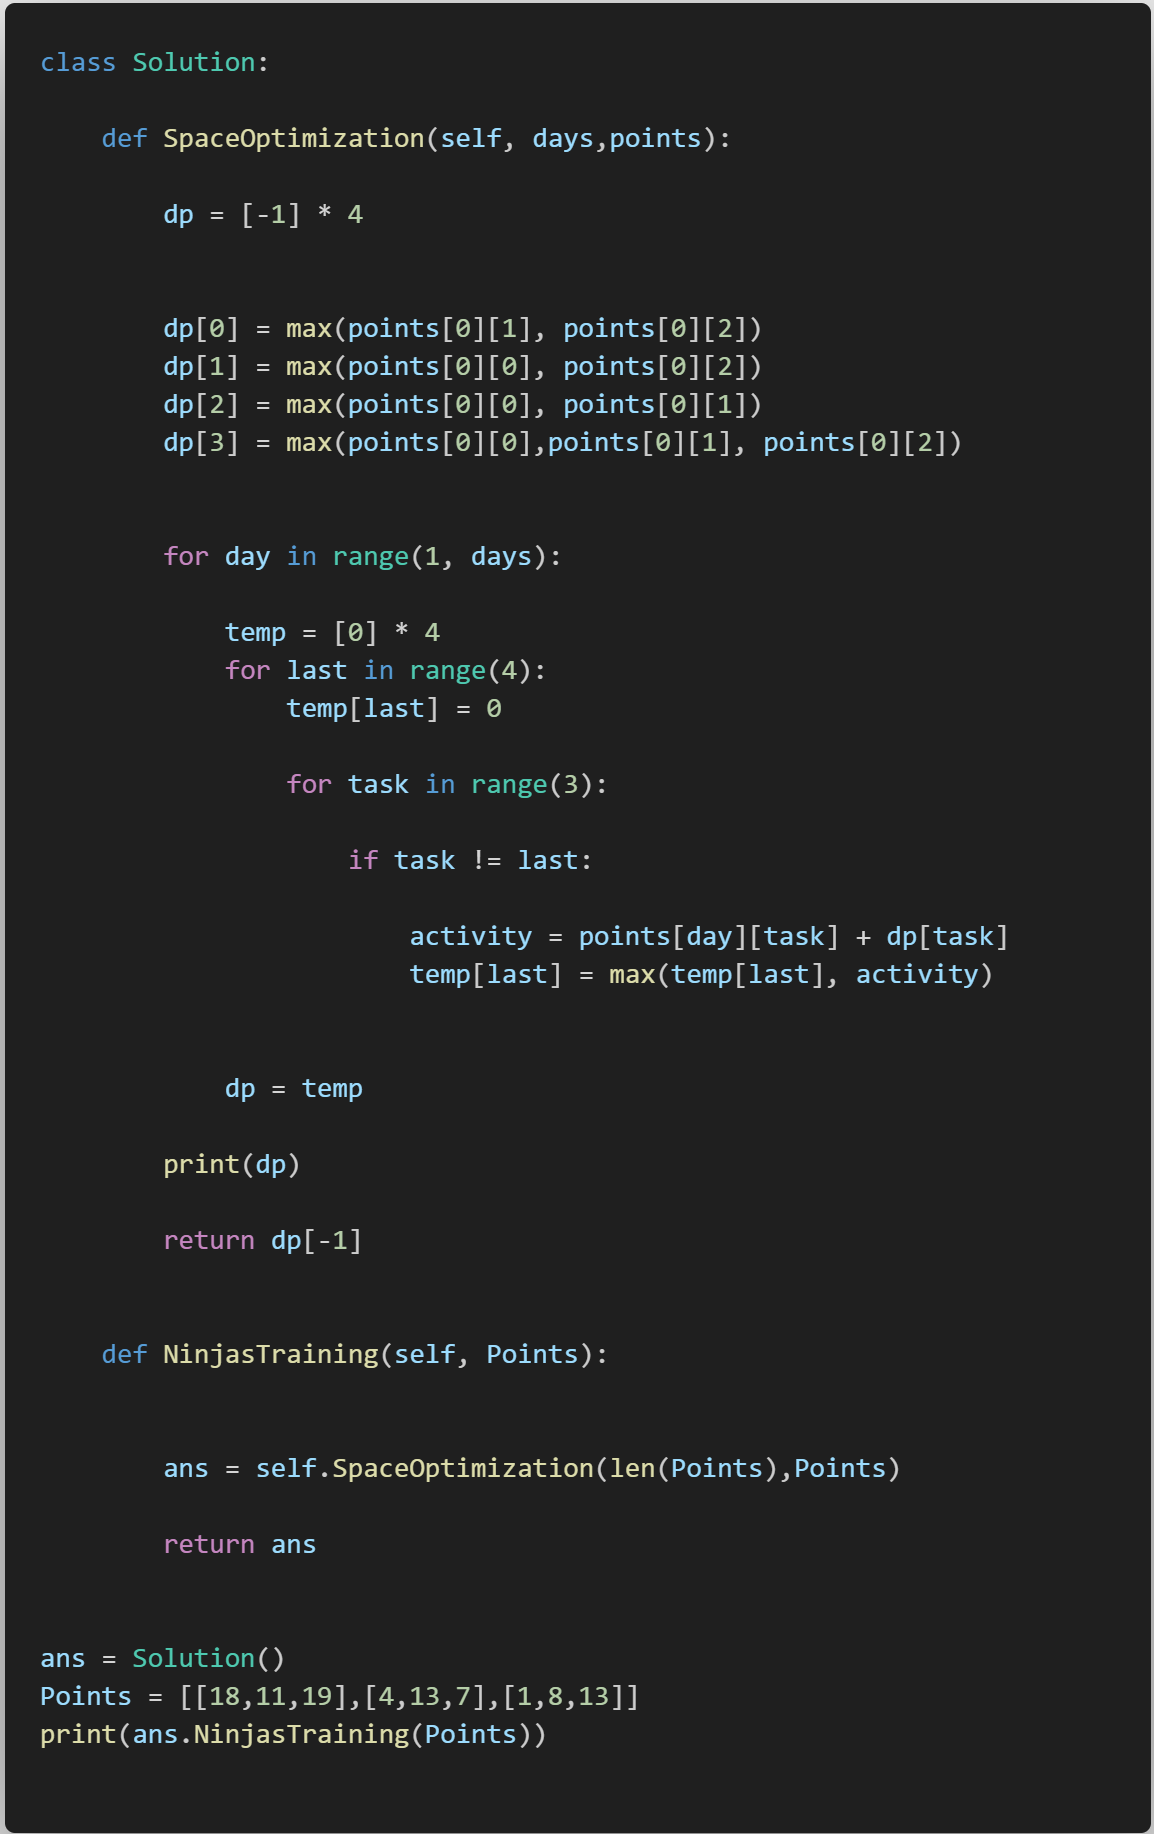 class Solution:
    def SpaceOptimization(self, days,points):
        dp = [-1] * 4
        dp[0] = max(points[0][1], points[0][2])
        dp[1] = max(points[0][0], points[0][2])
        dp[2] = max(points[0][0], points[0][1])
        dp[3] = max(points[0][0],points[0][1], points[0][2])
        for day in range(1, days):
            temp = [0] * 4
            for last in range(4):
                temp[last] = 0
                for task in range(3):
                    if task != last:
                        activity = points[day][task] + dp[task]
                        temp[last] = max(temp[last], activity)
            dp = temp
        print(dp)
        return dp[-1]
    def NinjasTraining(self, Points):
        ans = self.SpaceOptimization(len(Points),Points)
        return ans
ans = Solution()
Points = [[18,11,19],[4,13,7],[1,8,13]]
print(ans.NinjasTraining(Points))